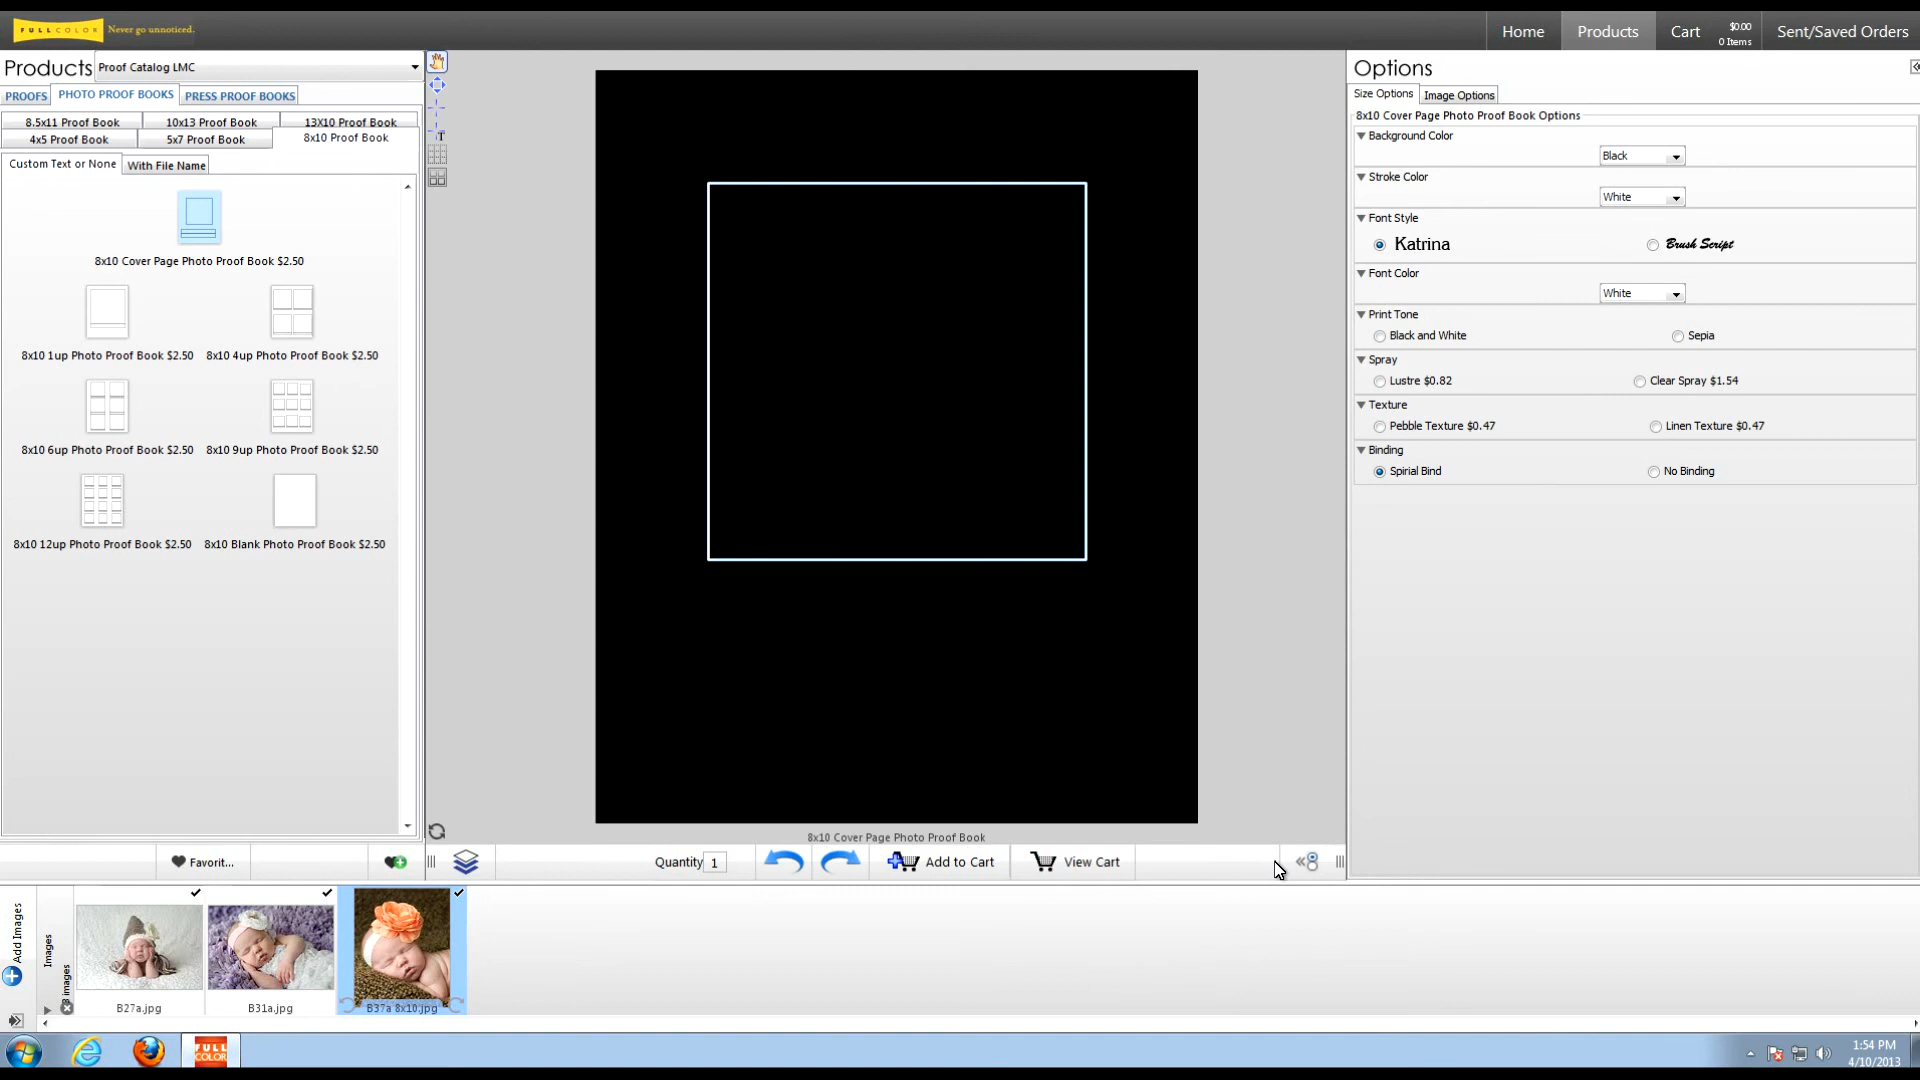 FULLCOLOR Never go unnoticed.
Home
Products
Cart
$0.00
0 Items
Sent/Saved Orders
Products
Proof Catalog LMC
PROOFS
PHOTO PROOF BOOKS
PRESS PROOF BOOKS
8.5x11 Proof Book
10x13 Proof Book
13X10 Proof Book
4x5 Proof Book
5x7 Proof Book
8x10 Proof Book
Custom Text or None
With File Name
8x10 Cover Page Photo Proof Book $2.50
8x10 1up Photo Proof Book $2.50
8x10 4up Photo Proof Book $2.50
8x10 6up Photo Proof Book $2.50
8x10 9up Photo Proof Book $2.50
8x10 12up Photo Proof Book $2.50
8x10 Blank Photo Proof Book $2.50
Favorit...
T
8x10 Cover Page Photo Proof Book
Quantity 1
Add to Cart
View Cart
Options
Size Options
Image Options
8x10 Cover Page Photo Proof Book Options
Background Color
Black
Stroke Color
White
Font Style
Katrina
Brush Script
Font Color
White
Print Tone
Black and White
Sepia
Spray
Lustre $0.82
Clear Spray $1.54
Texture
Pebble Texture $0.47
Linen Texture $0.47
Binding
Spirial Bind
No Binding
Add Images
Images
images
B27a.jpg
B31a.jpg
B37a 8x10.jpg
FULL
COLOR
1:54 PM
4/10/2013